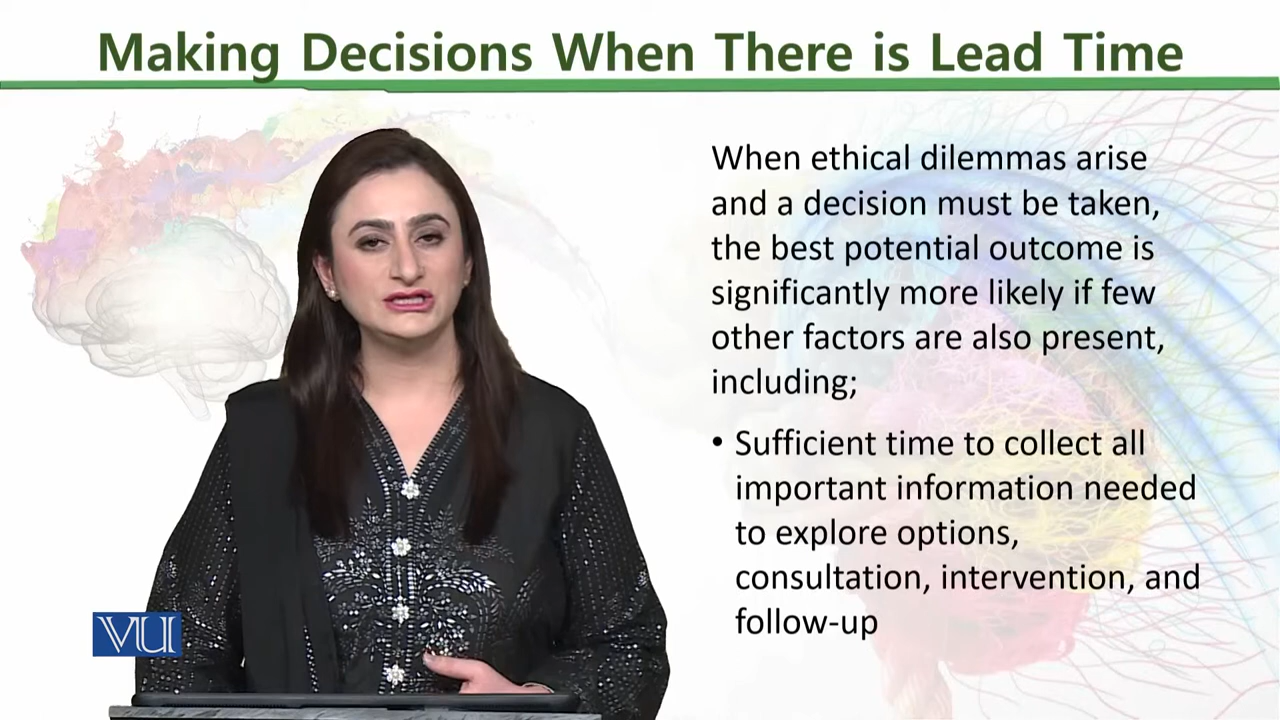 Making Decisions When There is Lead Time
When ethical dilemmas arise
and a decision must be taken,
the best potential outcome is
significantly more likely if few
other factors are also present,
including;
• Sufficient time to collect all
important information needed
to explore options,
consultation, intervention, and
follow-up
VU